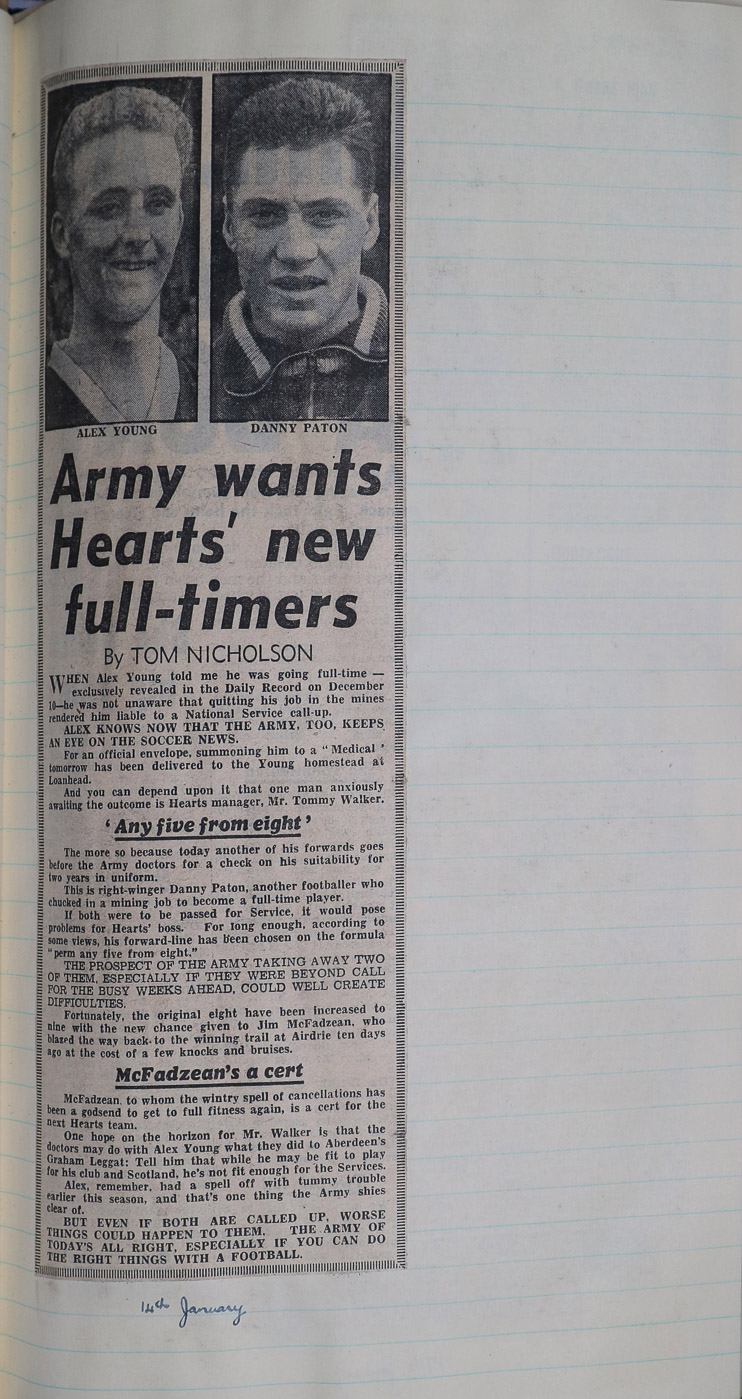 ALEX YOUNG
DANNY PATON
Army wants
Hearts' new
full-timers
By TOM NICHOLSON
WHEN Alex Young told me he was going full-time —
exclusively revealed in the Daily Record on December
10—he was not unaware that quitting his job in the mines
rendered him liable to a National Service call-up.
ALEX KNOWS NOW THAT THE ARMY, TOO, KEEPS
AN EYE ON THE SOCCER NEWS.
For an official envelope, summoning him to a " Medical '
tomorrow has been delivered to the Young homestead at
Loanhead.
And you can depend upon it that one man anxiously
awaiting the outcome is Hearts manager, Mr. Tommy Walker.
‘ Any five from eight ’
The more so because today another of his forwards goes
before the Army doctors for a check on his suitability for
two years in uniform.
This is right-winger Danny Paton, another footballer who
chucked in a mining job to become a full-time player.
If both were to be passed for Service, it would pose
problems for Hearts' boss. For long enough, according to
some views, his forward-line has been chosen on the formula
"perm any five from eight."
THE PROSPECT OF THE ARMY TAKING AWAY TWO
OF THEM, ESPECIALLY IF THEY WERE BEYOND CALL
FOR THE BUSY WEEKS AHEAD, COULD WELL CREATE
DIFFICULTIES.
Fortunately, the original eight have been increased to
nine with the new chance given to Jim McFadzean, who
blazed the way back to the winning trail at Airdrie ten days
ago at the cost of a few knocks and bruises.
McFadzean's a cert
McFadzean, to whom the wintry spell of cancellations has
been a godsend to get to full fitness again, is a cert for the
next Hearts team.
One hope on the horizon for Mr. Walker is that the
doctors may do with Alex Young what they did to Aberdeen's
Graham Leggat: Tell him that while he may be fit to play
for his club and Scotland, he's not fit enough for the Services.
Alex, remember, had a spell off with tummy trouble
earlier this season, and that's one thing the Army shies
clear of.
BUT EVEN IF BOTH ARE CALLED UP, WORSE
THINGS COULD HAPPEN TO THEM. THE ARMY OF
TODAY'S ALL RIGHT, ESPECIALLY IF YOU CAN DO
THE RIGHT THINGS WITH A FOOTBALL.
14th January